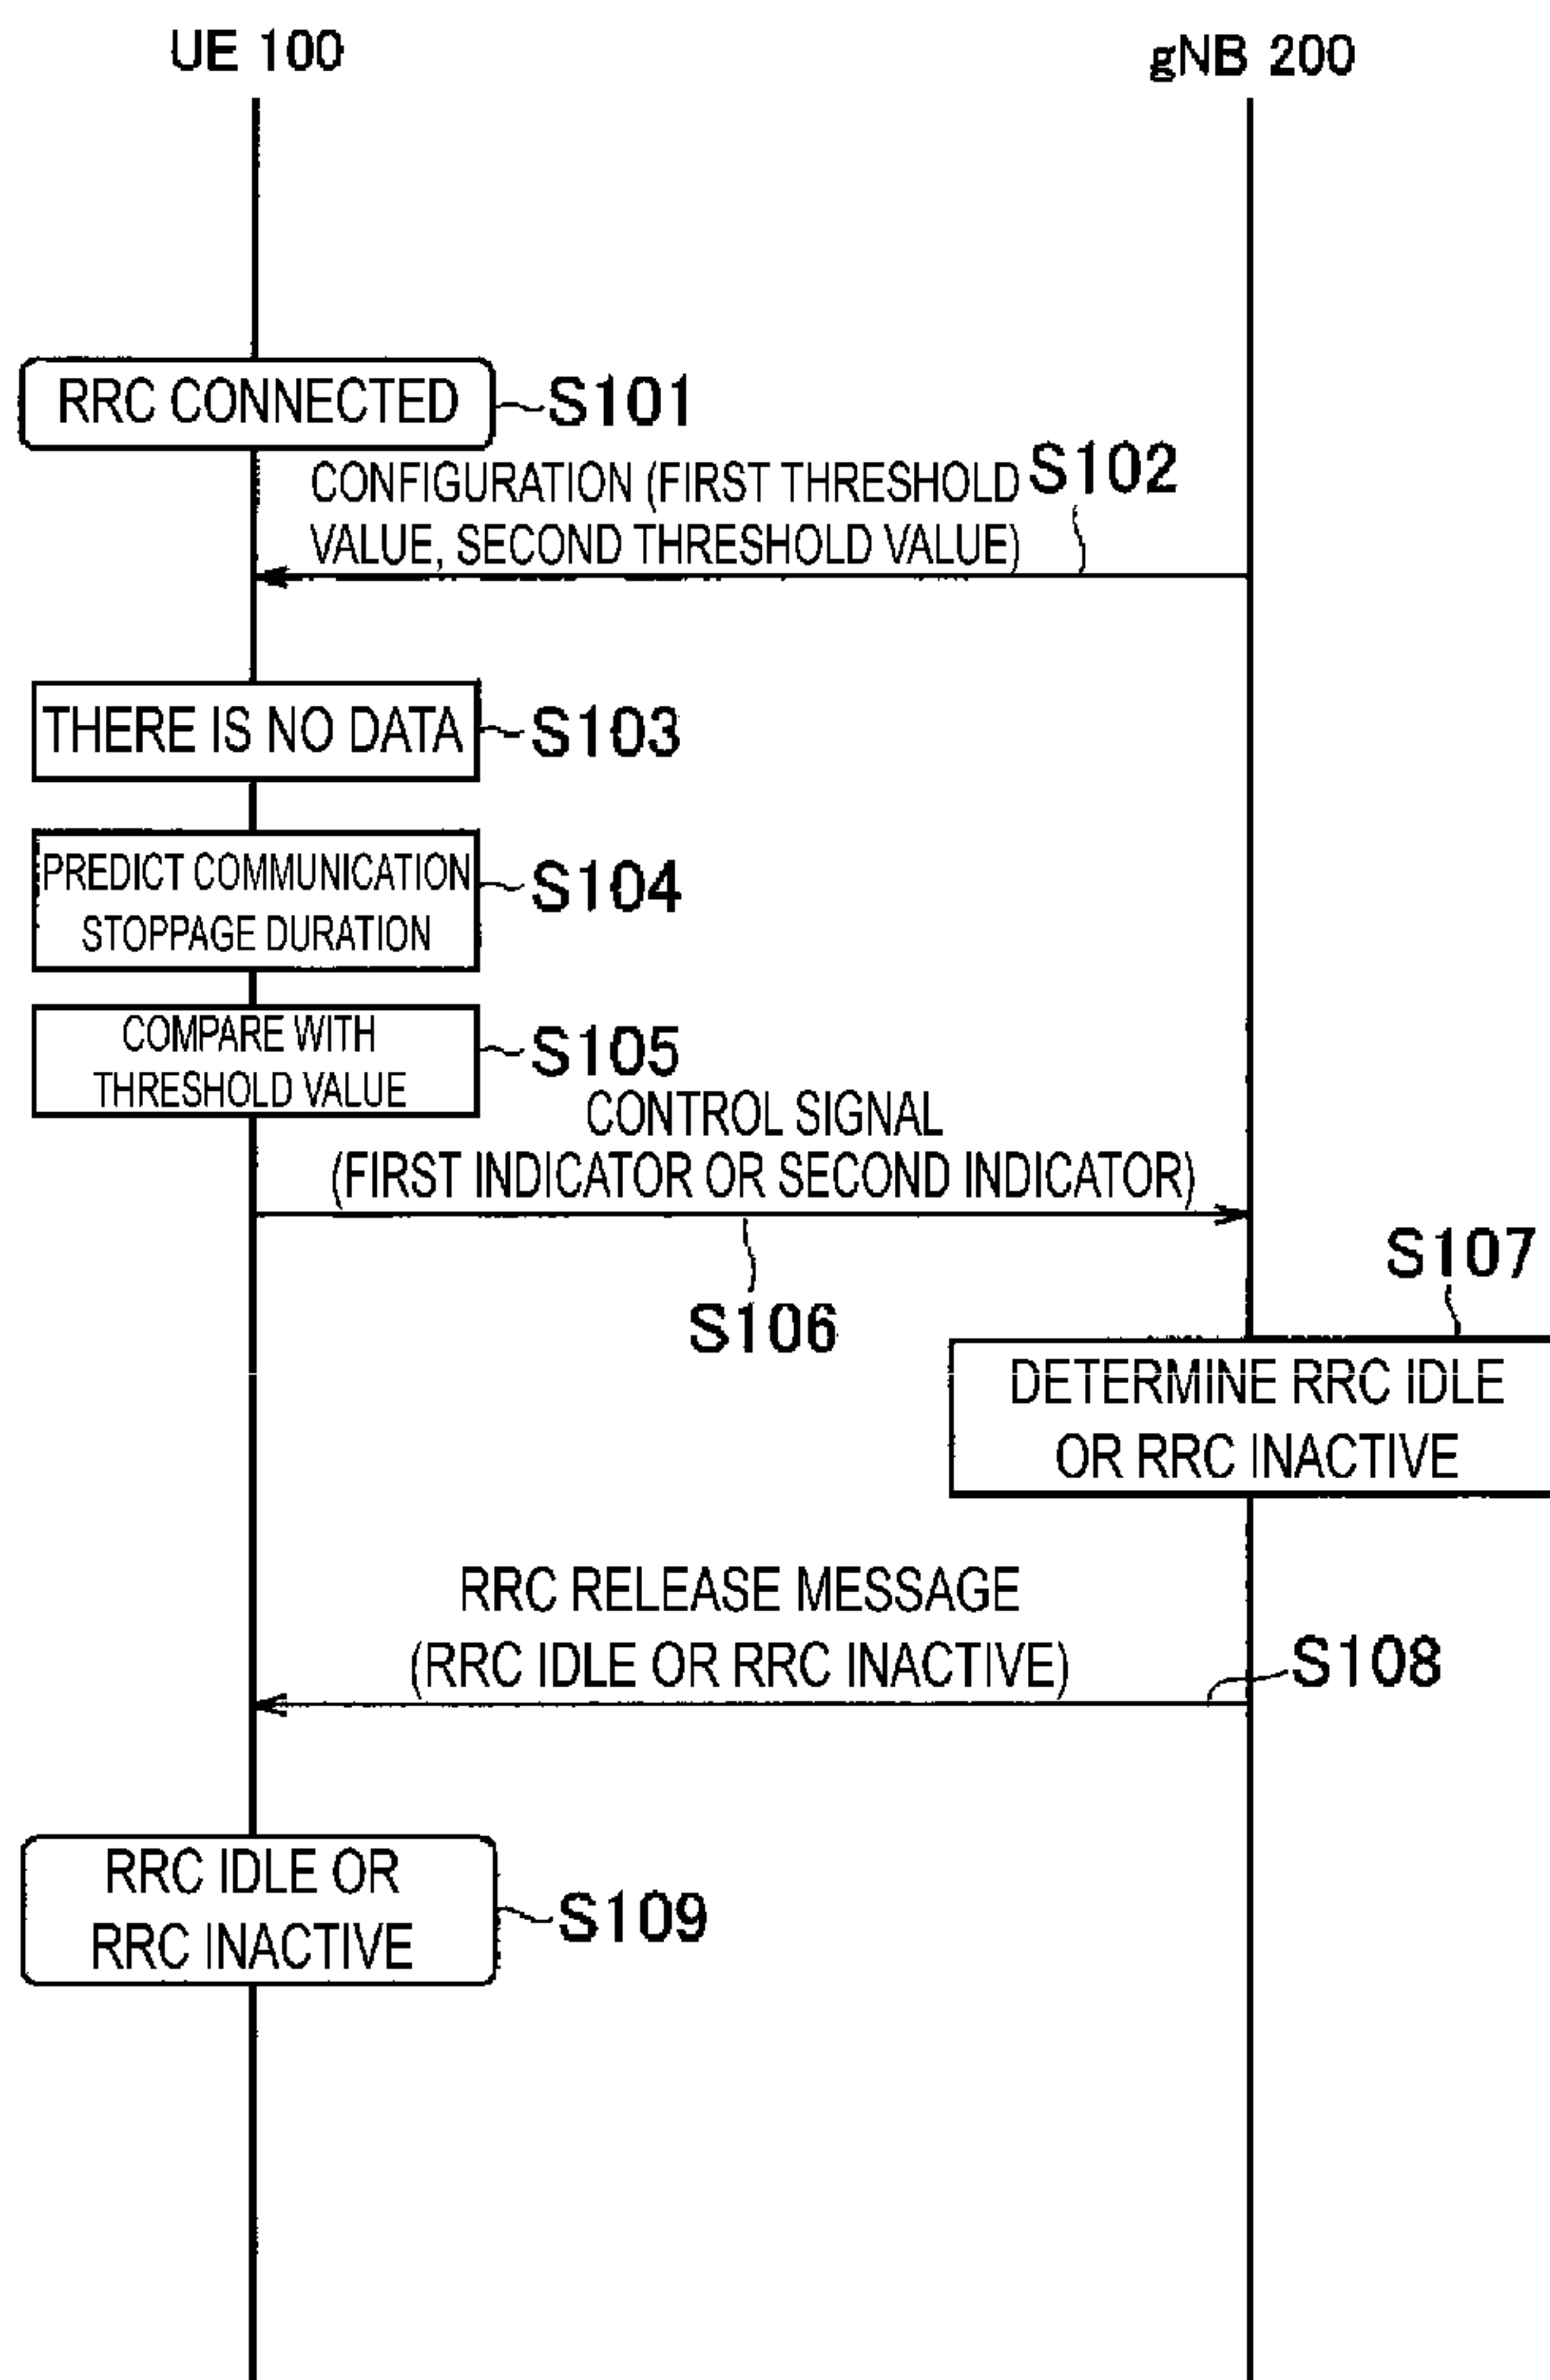 UE 100
gNB 200
RRC CONNECTED
S101
CONFIGURATION (FIRST THRESHOLD
VALUE, SECOND THRESHOLD VALUE)
S102
THERE IS NO DATA
S103
PREDICT COMMUNICATION
STOPPAGE DURATION
S104
COMPARE WITH
THRESHOLD VALUE
S105
CONTROL SIGNAL
(FIRST INDICATOR OR SECOND INDICATOR)
S106
S107
DETERMINE RRC IDLE
OR RRC INACTIVE
RRC RELEASE MESSAGE
(RRC IDLE OR RRC INACTIVE)
S108
RRC IDLE OR
RRC INACTIVE
S109